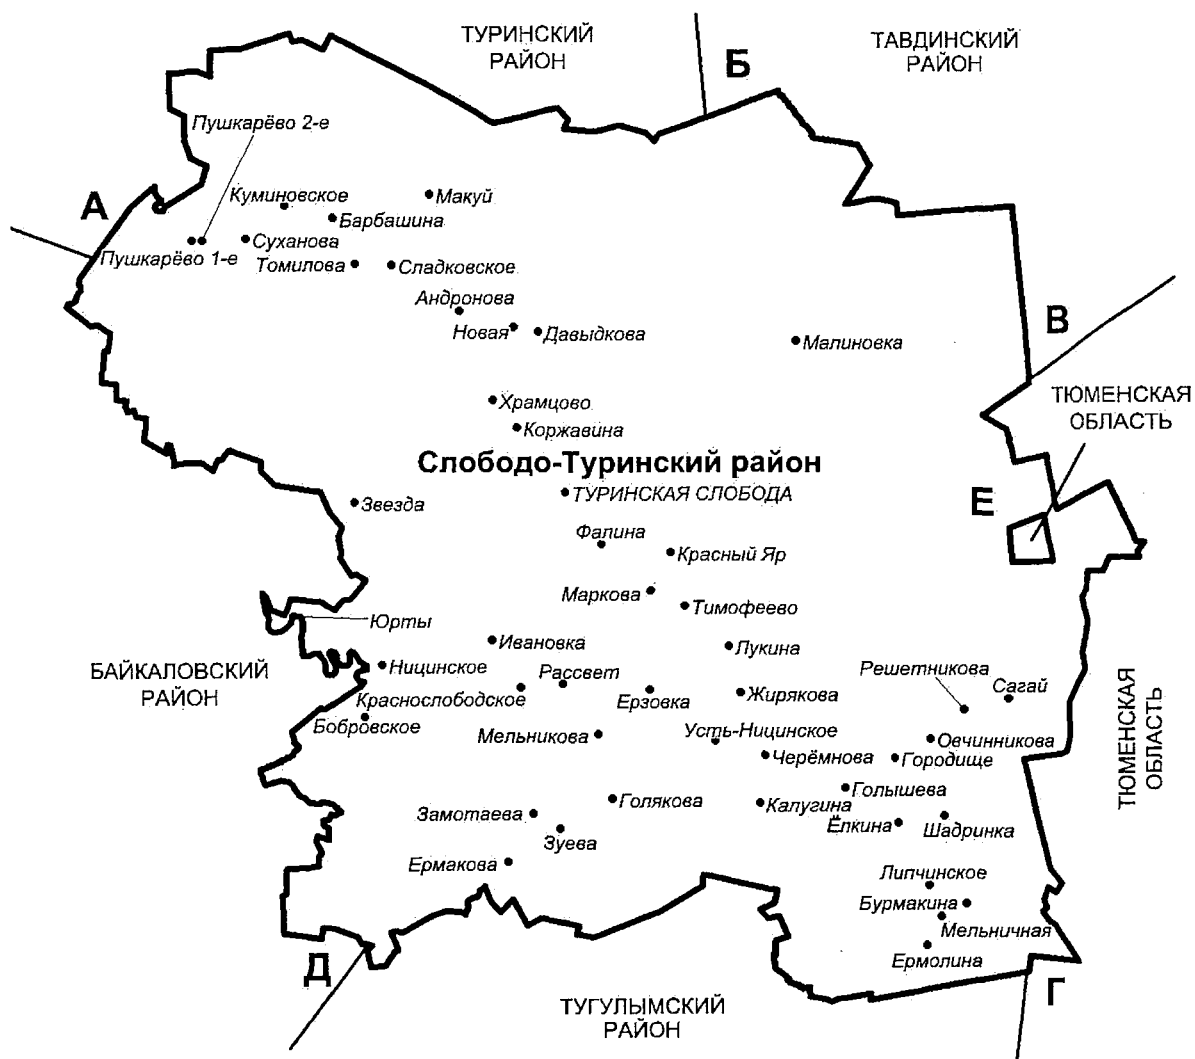 ТУРИНСКИЙ
РАЙОН
ТАВДИНСКИЙ
РАЙОН
Б
Пушкарёво 2-е
А
Куминовское
Макуй
Барбашина
Суханова
Пушкарёво 1-е
Томилова
Сладковское
Андронова
Новая
Давыдкова
Малиновка
В
ТЮМЕНСКАЯ
ОБЛАСТЬ
Храмцово
Коржавина
Слободо-Туринский район
Звезда
ТУРИНСКАЯ СЛОБОДА
Е
Фалина
Красный Яр
Маркова
Тимофеево
Юрты
Ивановка
Лукина
БАЙКАЛОВСКИЙ
РАЙОН
Ницинское
Рассвет
Решетникова
Сагай
Краснослободское
Ерзовка
Жирякова
ТЮМЕНСКАЯ
ОБЛАСТЬ
Бобровское
Мельникова
Усть-Ницинское
Овчинникова
Черёмнова
Городище
Голышева
Голякова
Калугина
Замотаева
Ёлкина
Шадринка
Зуева
Ермакова
Липчинское
Бурмакина
Мельничная
Ермолина
Д
Г
ТУГУЛЫМСКИЙ
РАЙОН